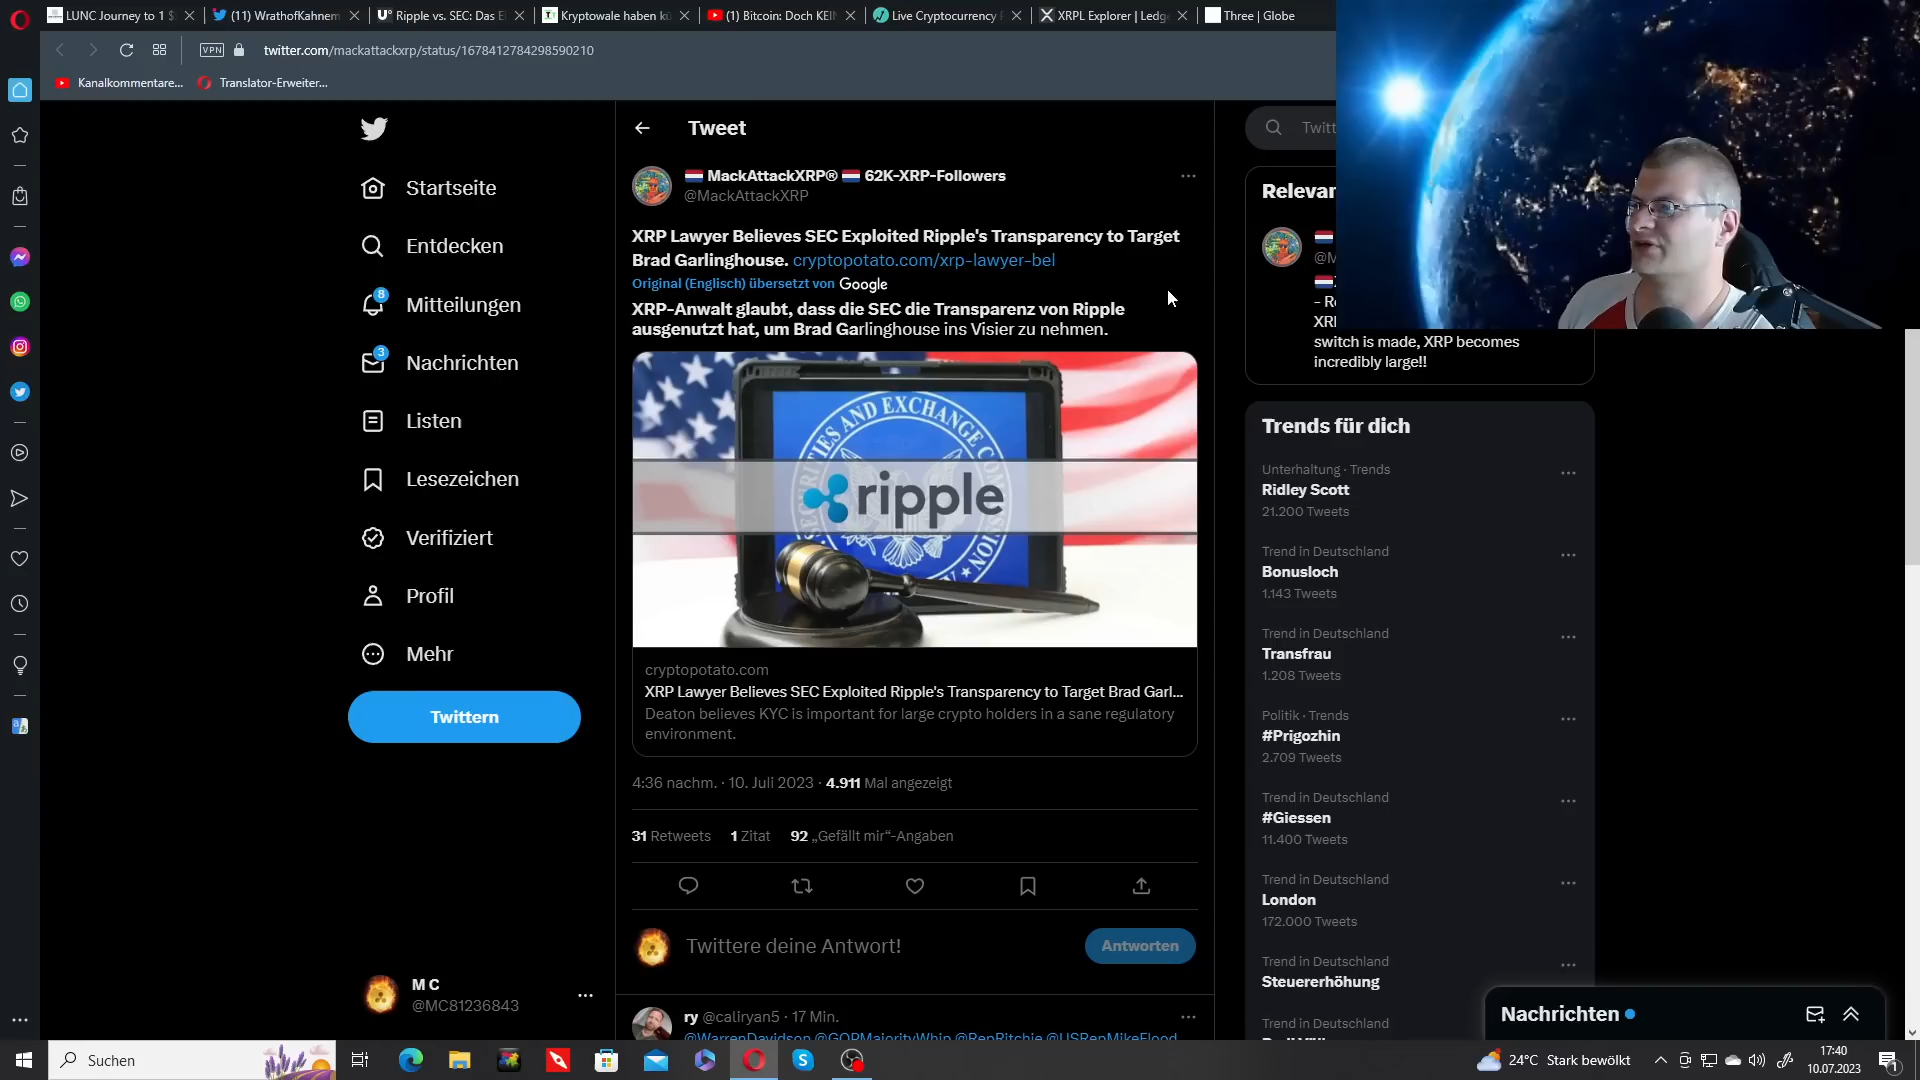 LUNC Journey to 1 $
(11) WrathofKahnem
Ripple vs. SEC: Das E
Kryptowale haben kü
(1) Bitcoin: Doch KEIN
Live Cryptocurrency
XRPL Explorer | Ledg
Three | Globe
VPN
twitter.com/mackattackxrp/status/1678412784298590210
Kanalkommentare...
Translator-Erweiter...
Startseite
Entdecken
8
Mitteilungen
3
Nachrichten
Listen
Lesezeichen
Verifiziert
Profil
Mehr
Twittern
M C
@MC81236843
Tweet
MackAttackXRP® 62K-XRP-Followers
@MackAttackXRP
XRP Lawyer Believes SEC Exploited Ripple's Transparency to Target
Brad Garlinghouse. cryptopotato.com/xrp-lawyer-bel
Original (Englisch) übersetzt von Google
XRP-Anwalt glaubt, dass die SEC die Transparenz von Ripple
ausgenutzt hat, um Brad Garlinghouse ins Visier zu nehmen.
ripple
cryptopotato.com
XRP Lawyer Believes SEC Exploited Ripple's Transparency to Target Brad Garl...
Deaton believes KYC is important for large crypto holders in a sane regulatory
environment.
4:36 nachm. · 10. Juli 2023 · 4.911 Mal angezeigt
31 Retweets 1 Zitat 92 „Gefällt mir“-Angaben
Twittere deine Antwort!
Antworten
ry @caliryan5 · 17 Min.
@WarrenDavidson @GOPMajorityWhip @RepRitchie @USRepMikeFlood
Twitt
Relevan
switch is made, XRP becomes
incredibly large!!
Trends für dich
Unterhaltung · Trends
Ridley Scott
21.200 Tweets
Trend in Deutschland
Bonusloch
1.143 Tweets
Trend in Deutschland
Transfrau
1.208 Tweets
Politik · Trends
#Prigozhin
2.709 Tweets
Trend in Deutschland
#Giessen
11.400 Tweets
Trend in Deutschland
London
172.000 Tweets
Trend in Deutschland
Steuererhöhung
Trend in Deutschland
Nachrichten
Suchen
24°C Stark bewölkt
17:40
10.07.2023
1